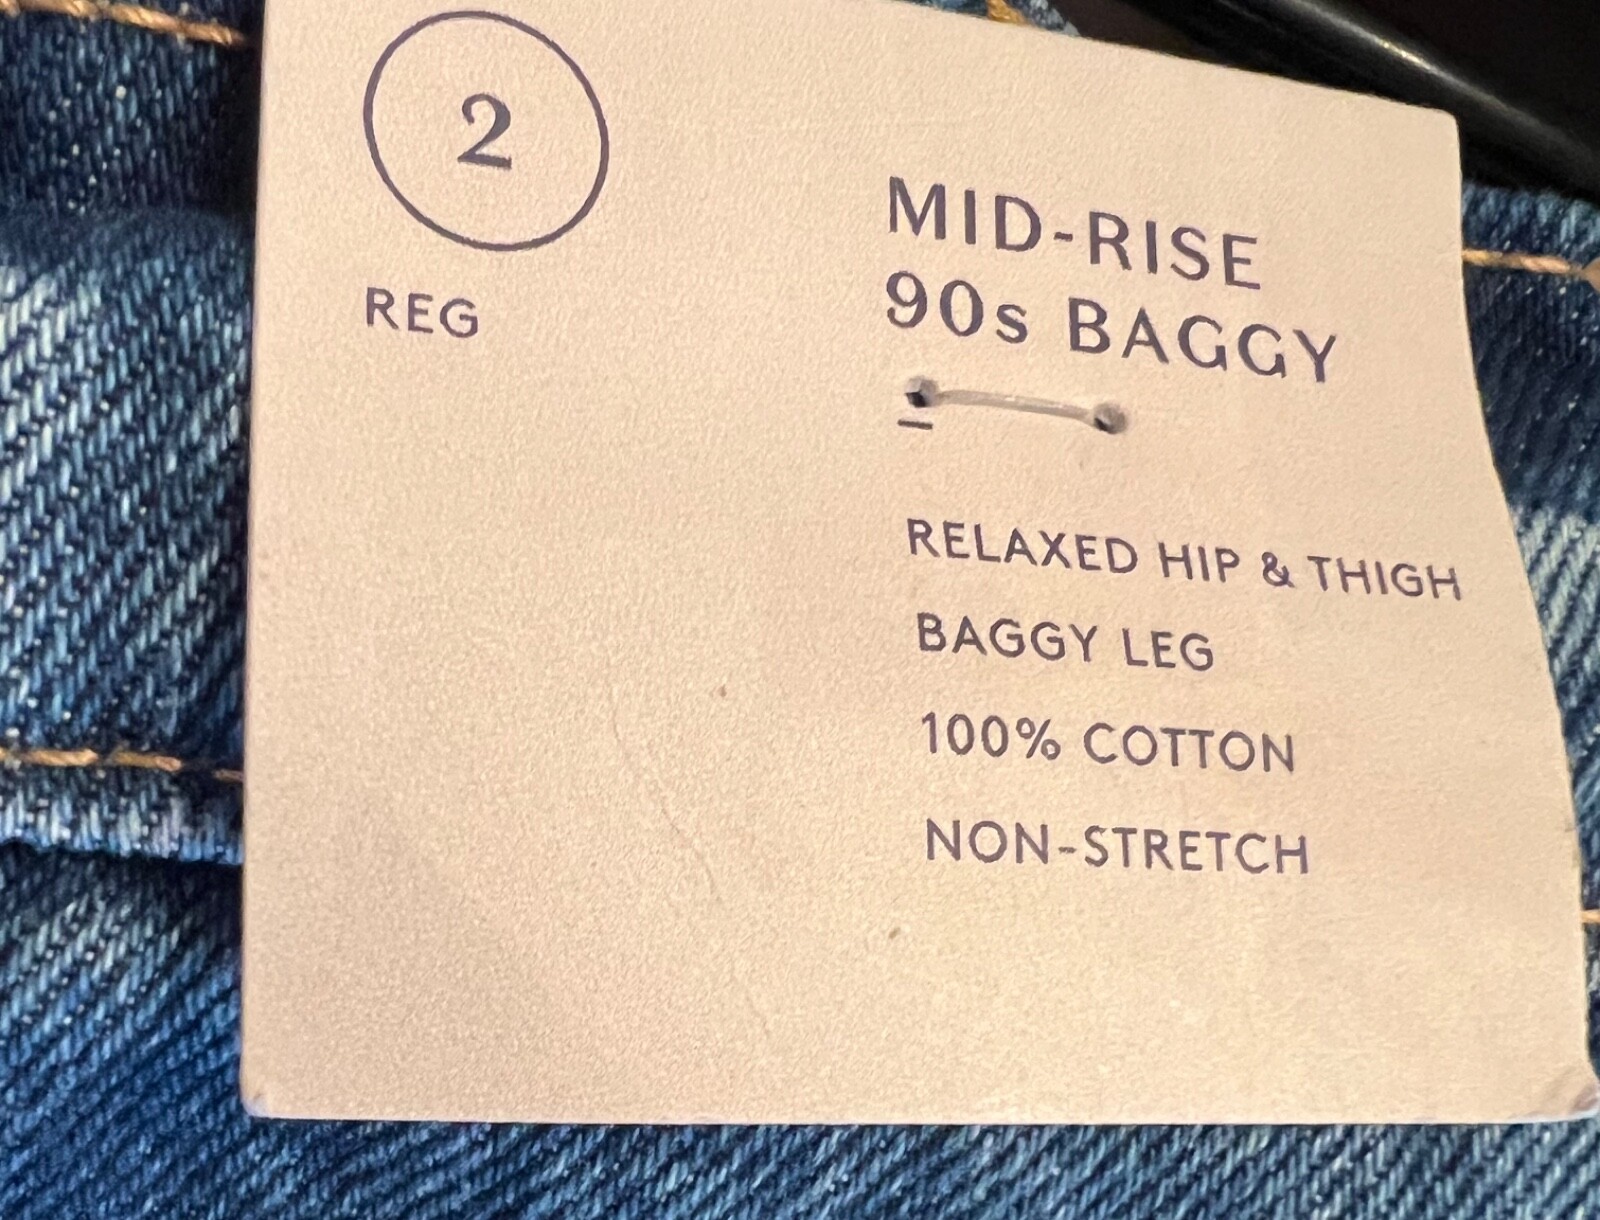 2
REG
MID-RISE
90s BAGGY
RELAXED HIP & THIGH
BAGGY LEG
100% COTTON
NON-STRETCH